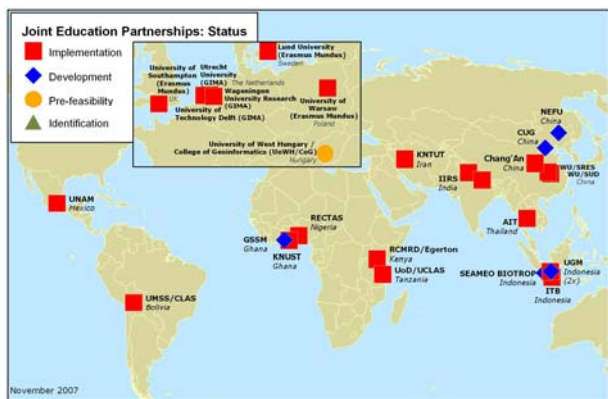 Joint Education Partnerships: Status
Implementation
Development
Pre-feasibility
Identification
Lund University
(Erasmus Mundus)
Sweden
University of
Southampton
(Erasmus
Mundus)
UK
Utrecht
University
(GIMA)
The Netherlands
Wageningen
University Research
(GIMA)
University of
Technology Delft (GIMA)
University of
Warsaw
(Erasmus Mundus)
Poland
University of West Hungary /
College of Geoinformatics (UoWH/CoG)
Hungary
NEFU
China
CUG
China
Chang'An
China
WU/SRES
WU/SUD
China
KNTUT
Iran
IIRS
India
UNAM
Mexico
RECTAS
Nigeria
GSSM
Ghana
KNUST
Ghana
AIT
Thailand
RCMRD/Egerton
Kenya
UoD/UCLAS
Tanzania
SEAMEO BIOTROP
Indonesia
UGM
Indonesia
(2x)
ITB
Indonesia
UMSS/CLAS
Bolivia
November 2007